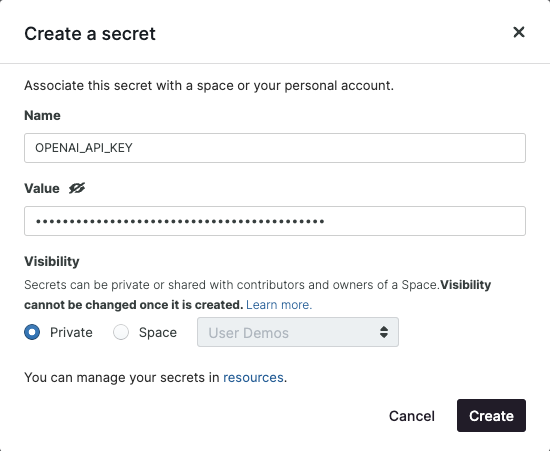 Create a secret
Associate this secret with a space or your personal account.
Name
OPENAI_API_KEY
Value
••••••••••••••••••••••••••••••••••••••••••••
Visibility
Secrets can be private or shared with contributors and owners of a Space.Visibility
cannot be changed once it is created. Learn more.
Private Space User Demos
You can manage your secrets in resources.
Cancel Create